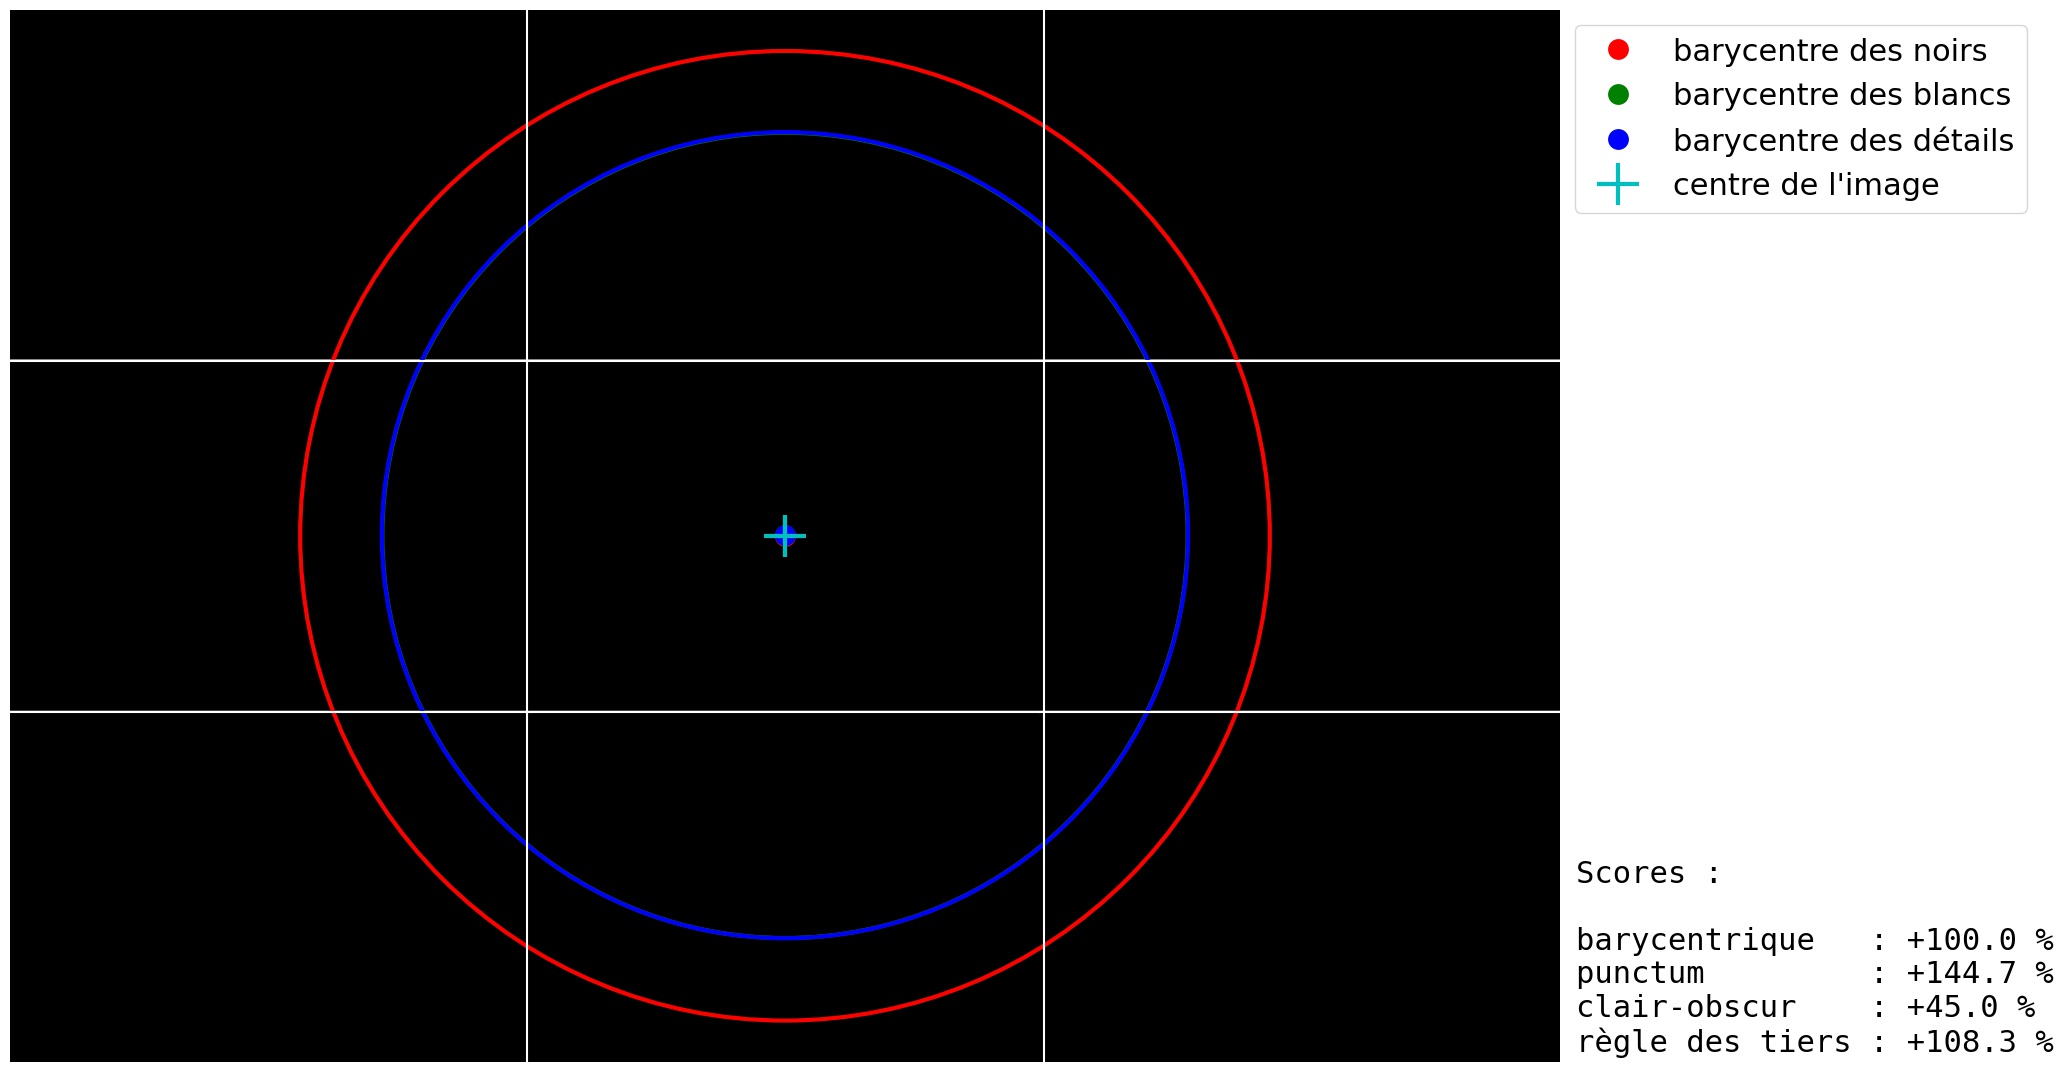 barycentre des noirs
barycentre des blancs
barycentre des détails
centre de l'image
Scores :
barycentrique : +100.0 %
punctum : +144.7 %
clair-obscur : +45.0 %
règle des tiers : +108.3 %